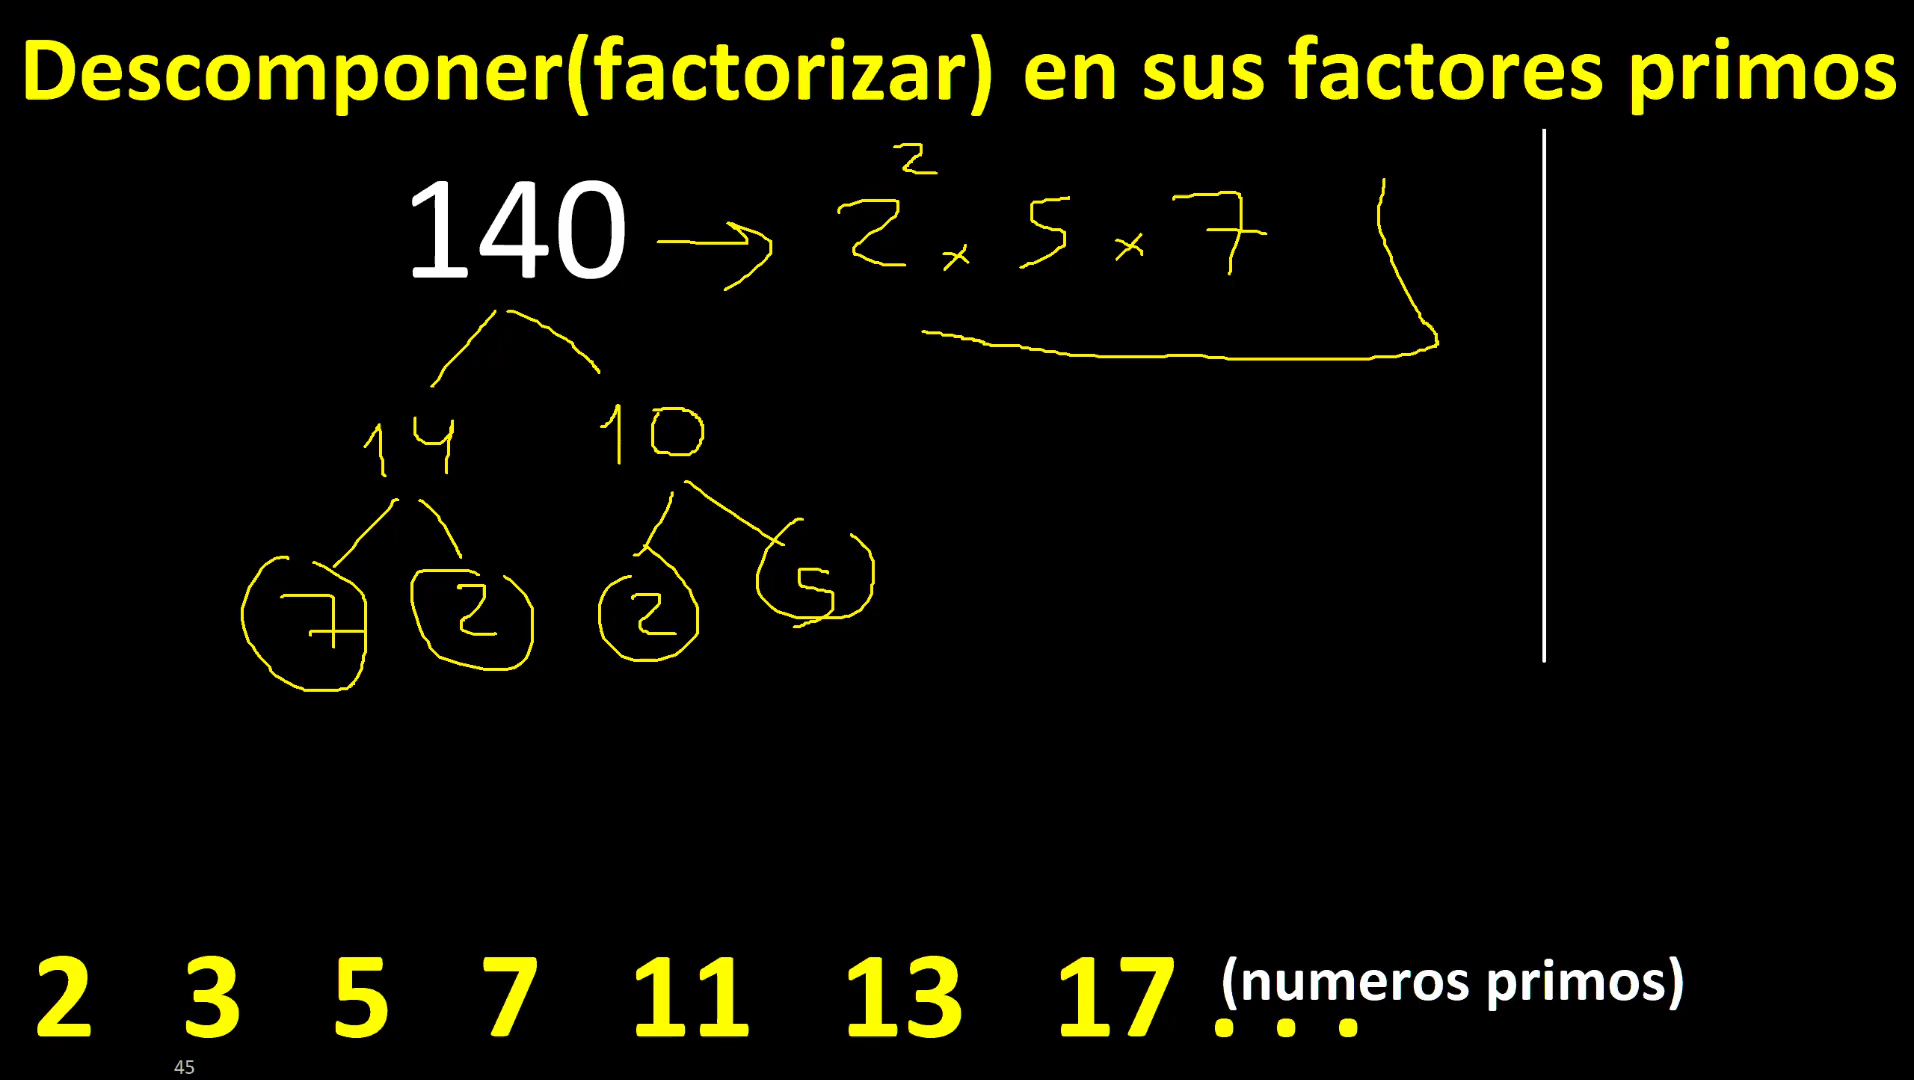 Descomponer(factorizar) en sus factores primos
140 → 2² x 5 x 7
14 10
7 2 2 5
2 3 5 7 11 13 17 . . . (numeros primos)
45